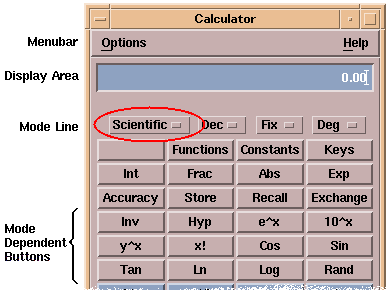 Calculator
Menubar
Options Help
Display Area
0.00
Mode Line
Scientific Dec Fix Deg
Functions Constants Keys
Int Frac Abs Exp
Accuracy Store Recall Exchange
Mode
Dependent
Buttons
Inv Hyp e^x 10^x
y^x x! Cos Sin
Tan Ln Log Rand